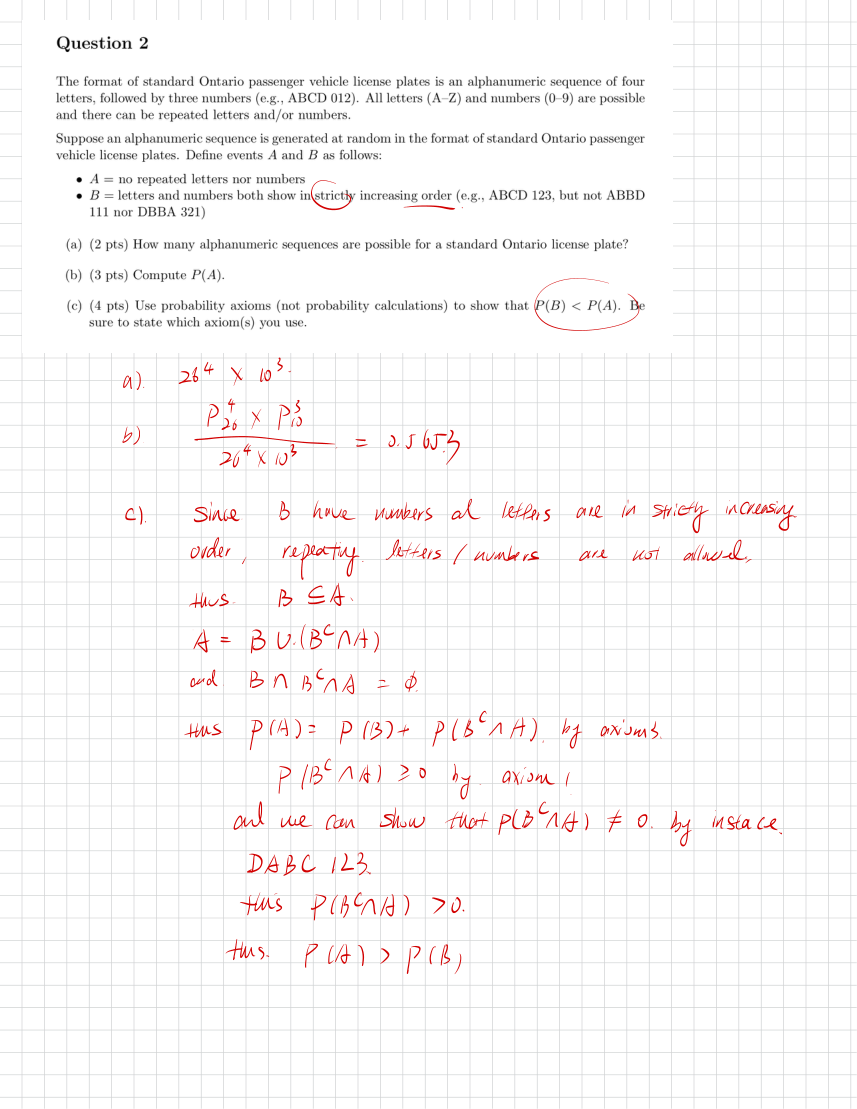 Question 2
The format of standard Ontario passenger vehicle license plates is an alphanumeric sequence of four
letters, followed by three numbers (e.g., ABCD 012). All letters (A–Z) and numbers (0–9) are possible
and there can be repeated letters and/or numbers.
Suppose an alphanumeric sequence is generated at random in the format of standard Ontario passenger
vehicle license plates. Define events A and B as follows:
• A = no repeated letters nor numbers
• B = letters and numbers both show in strictly increasing order (e.g., ABCD 123, but not ABBD
111 nor DBBA 321)
(a) (2 pts) How many alphanumeric sequences are possible for a standard Ontario license plate?
(b) (3 pts) Compute P(A).
(c) (4 pts) Use probability axioms (not probability calculations) to show that P(B) < P(A). Be
sure to state which axiom(s) you use.
a). 26⁴ × 10³.
b) P₂₆⁴ × P₁₀³
26⁴ × 10³ = 0.5653
c). Since B have numbers al letters are in strictly increasing
order, repeating letters / numbers are not allowed,
thus. B ⊆ A.
A = B ∪ (Bᶜ ∩ A)
and B ∩ Bᶜ ∩ A = ∅.
thus P(A) = P(B) + P(Bᶜ ∩ A). by axiom 3.
P(Bᶜ ∩ A) ≥ 0 by axiom 1
and we can show that P(Bᶜ ∩ A) ≠ 0. by instace.
DABC 123.
thus P(Bᶜ ∩ A) > 0.
thus. P(A) > P(B)